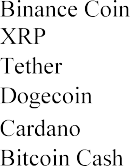 Binance Coin
XRP
Tether
Dogecoin
Cardano
Bitcoin Cash